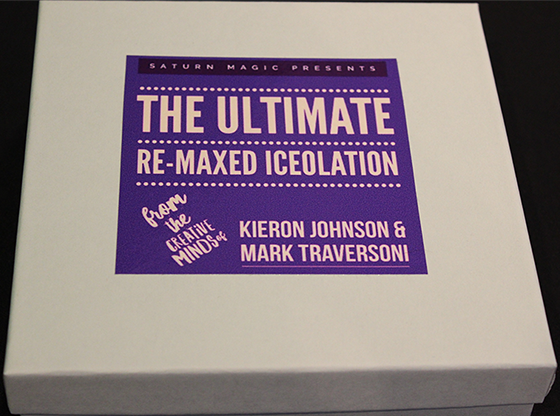 SATURN MAGIC PRESENTS
THE ULTIMATE
RE-MAXED ICEOLATION
from
the
CREATIVE
MINDS of
KIERON JOHNSON &
MARK TRAVERSONI